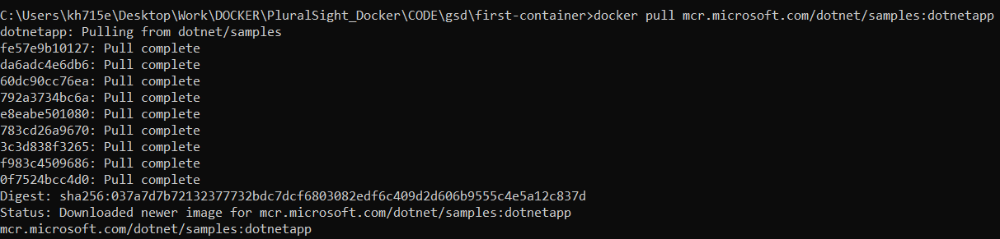 C:\Users\kh715e\Desktop\Work\DOCKER\PluralSight_Docker\CODE\gsd\first-container>docker pull mcr.microsoft.com/dotnet/samples:dotnetapp
dotnetapp: Pulling from dotnet/samples
fe57e9b10127: Pull complete
da6adc4e6db6: Pull complete
60dc90cc76ea: Pull complete
792a3734bc6a: Pull complete
e8eabe501080: Pull complete
783cd26a9670: Pull complete
3c3d838f3265: Pull complete
f983c4509686: Pull complete
0f7524bcc4d0: Pull complete
Digest: sha256:037a7d7b72132377732bdc7dcf6803082edf6c409d2d606b9555c4e5a12c837d
Status: Downloaded newer image for mcr.microsoft.com/dotnet/samples:dotnetapp
mcr.microsoft.com/dotnet/samples:dotnetapp